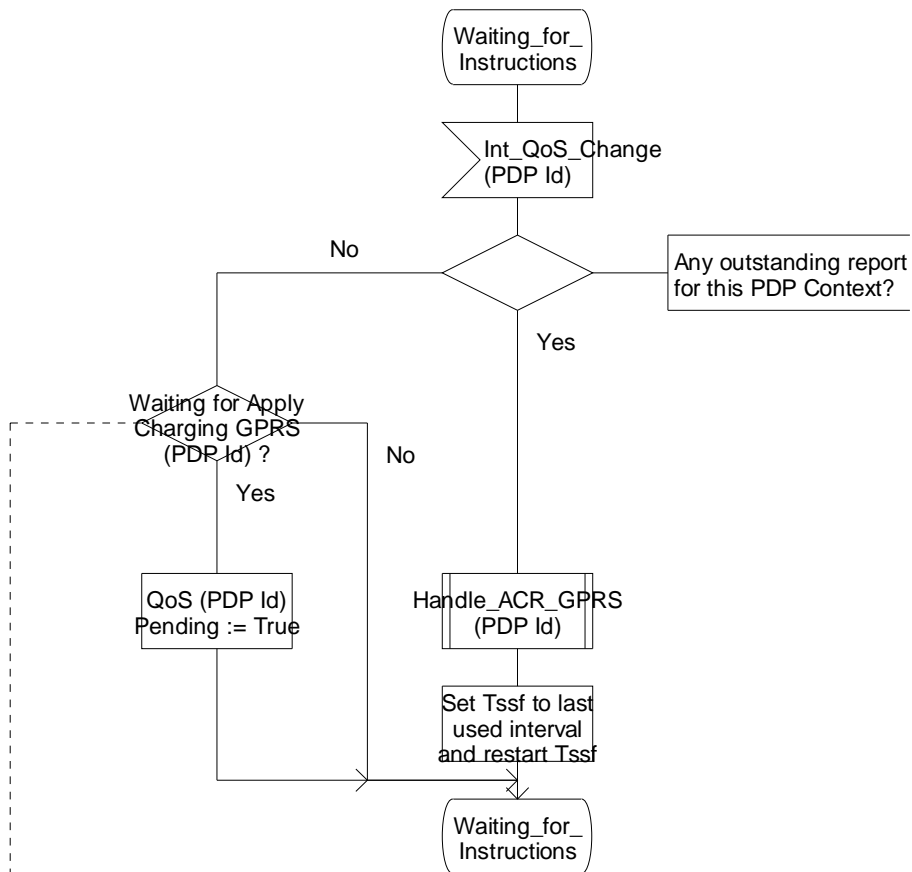 Waiting_for_
Instructions
Int_QoS_Change
(PDP Id)
No
Any outstanding report
for this PDP Context?
Yes
Waiting for Apply
Charging GPRS
(PDP Id) ?
No
Yes
QoS (PDP Id)
Pending := True
Handle_ACR_GPRS
(PDP Id)
Set Tssf to last
used interval
and restart Tssf
Waiting_for_
Instructions